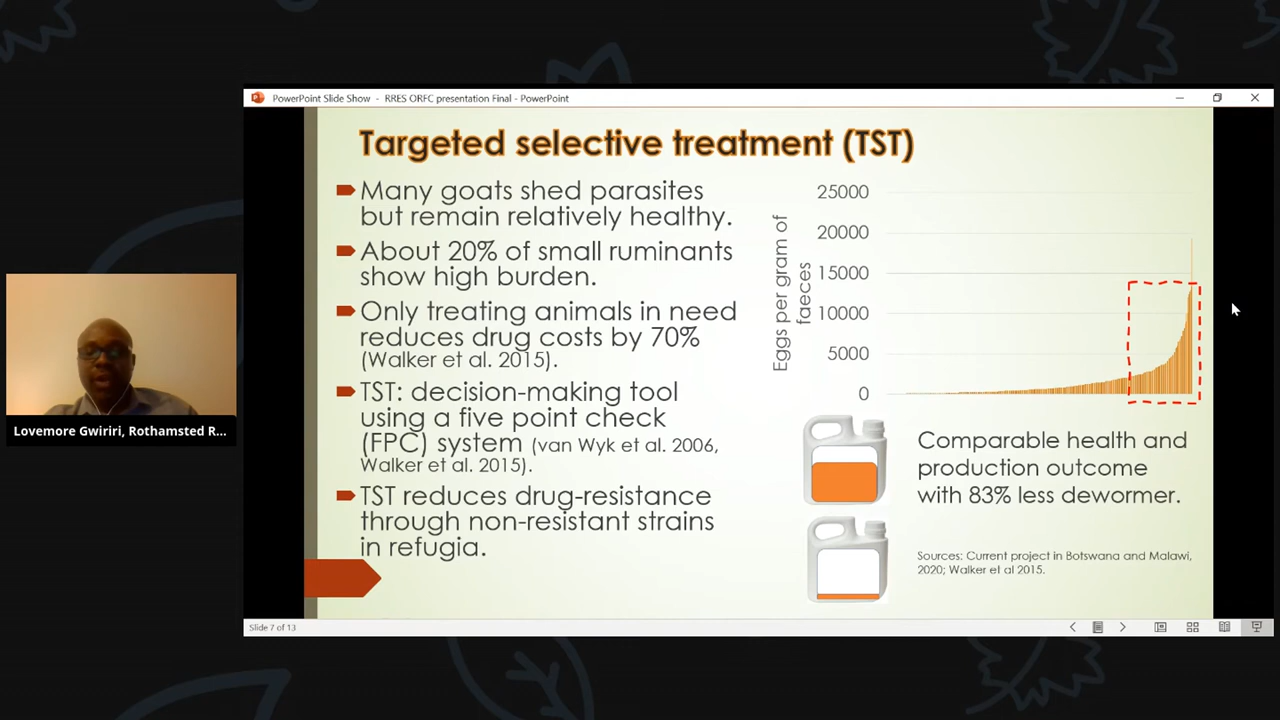 PowerPoint Slide Show - RRES ORFC presentation Final - PowerPoint
Targeted selective treatment (TST)
Many goats shed parasites
but remain relatively healthy.
About 20% of small ruminants
show high burden.
Only treating animals in need
reduces drug costs by 70%
(Walker et al. 2015).
TST: decision-making tool
using a five point check
(FPC) system (van Wyk et al. 2006,
Walker et al. 2015).
TST reduces drug-resistance
through non-resistant strains
in refugia.
Eggs per gram of
faeces
25000
20000
15000
10000
5000
0
Comparable health and
production outcome
with 83% less dewormer.
Sources: Current project in Botswana and Malawi,
2020; Walker et al 2015.
Lovemore Gwiriri, Rothamsted R...
Slide 7 of 13